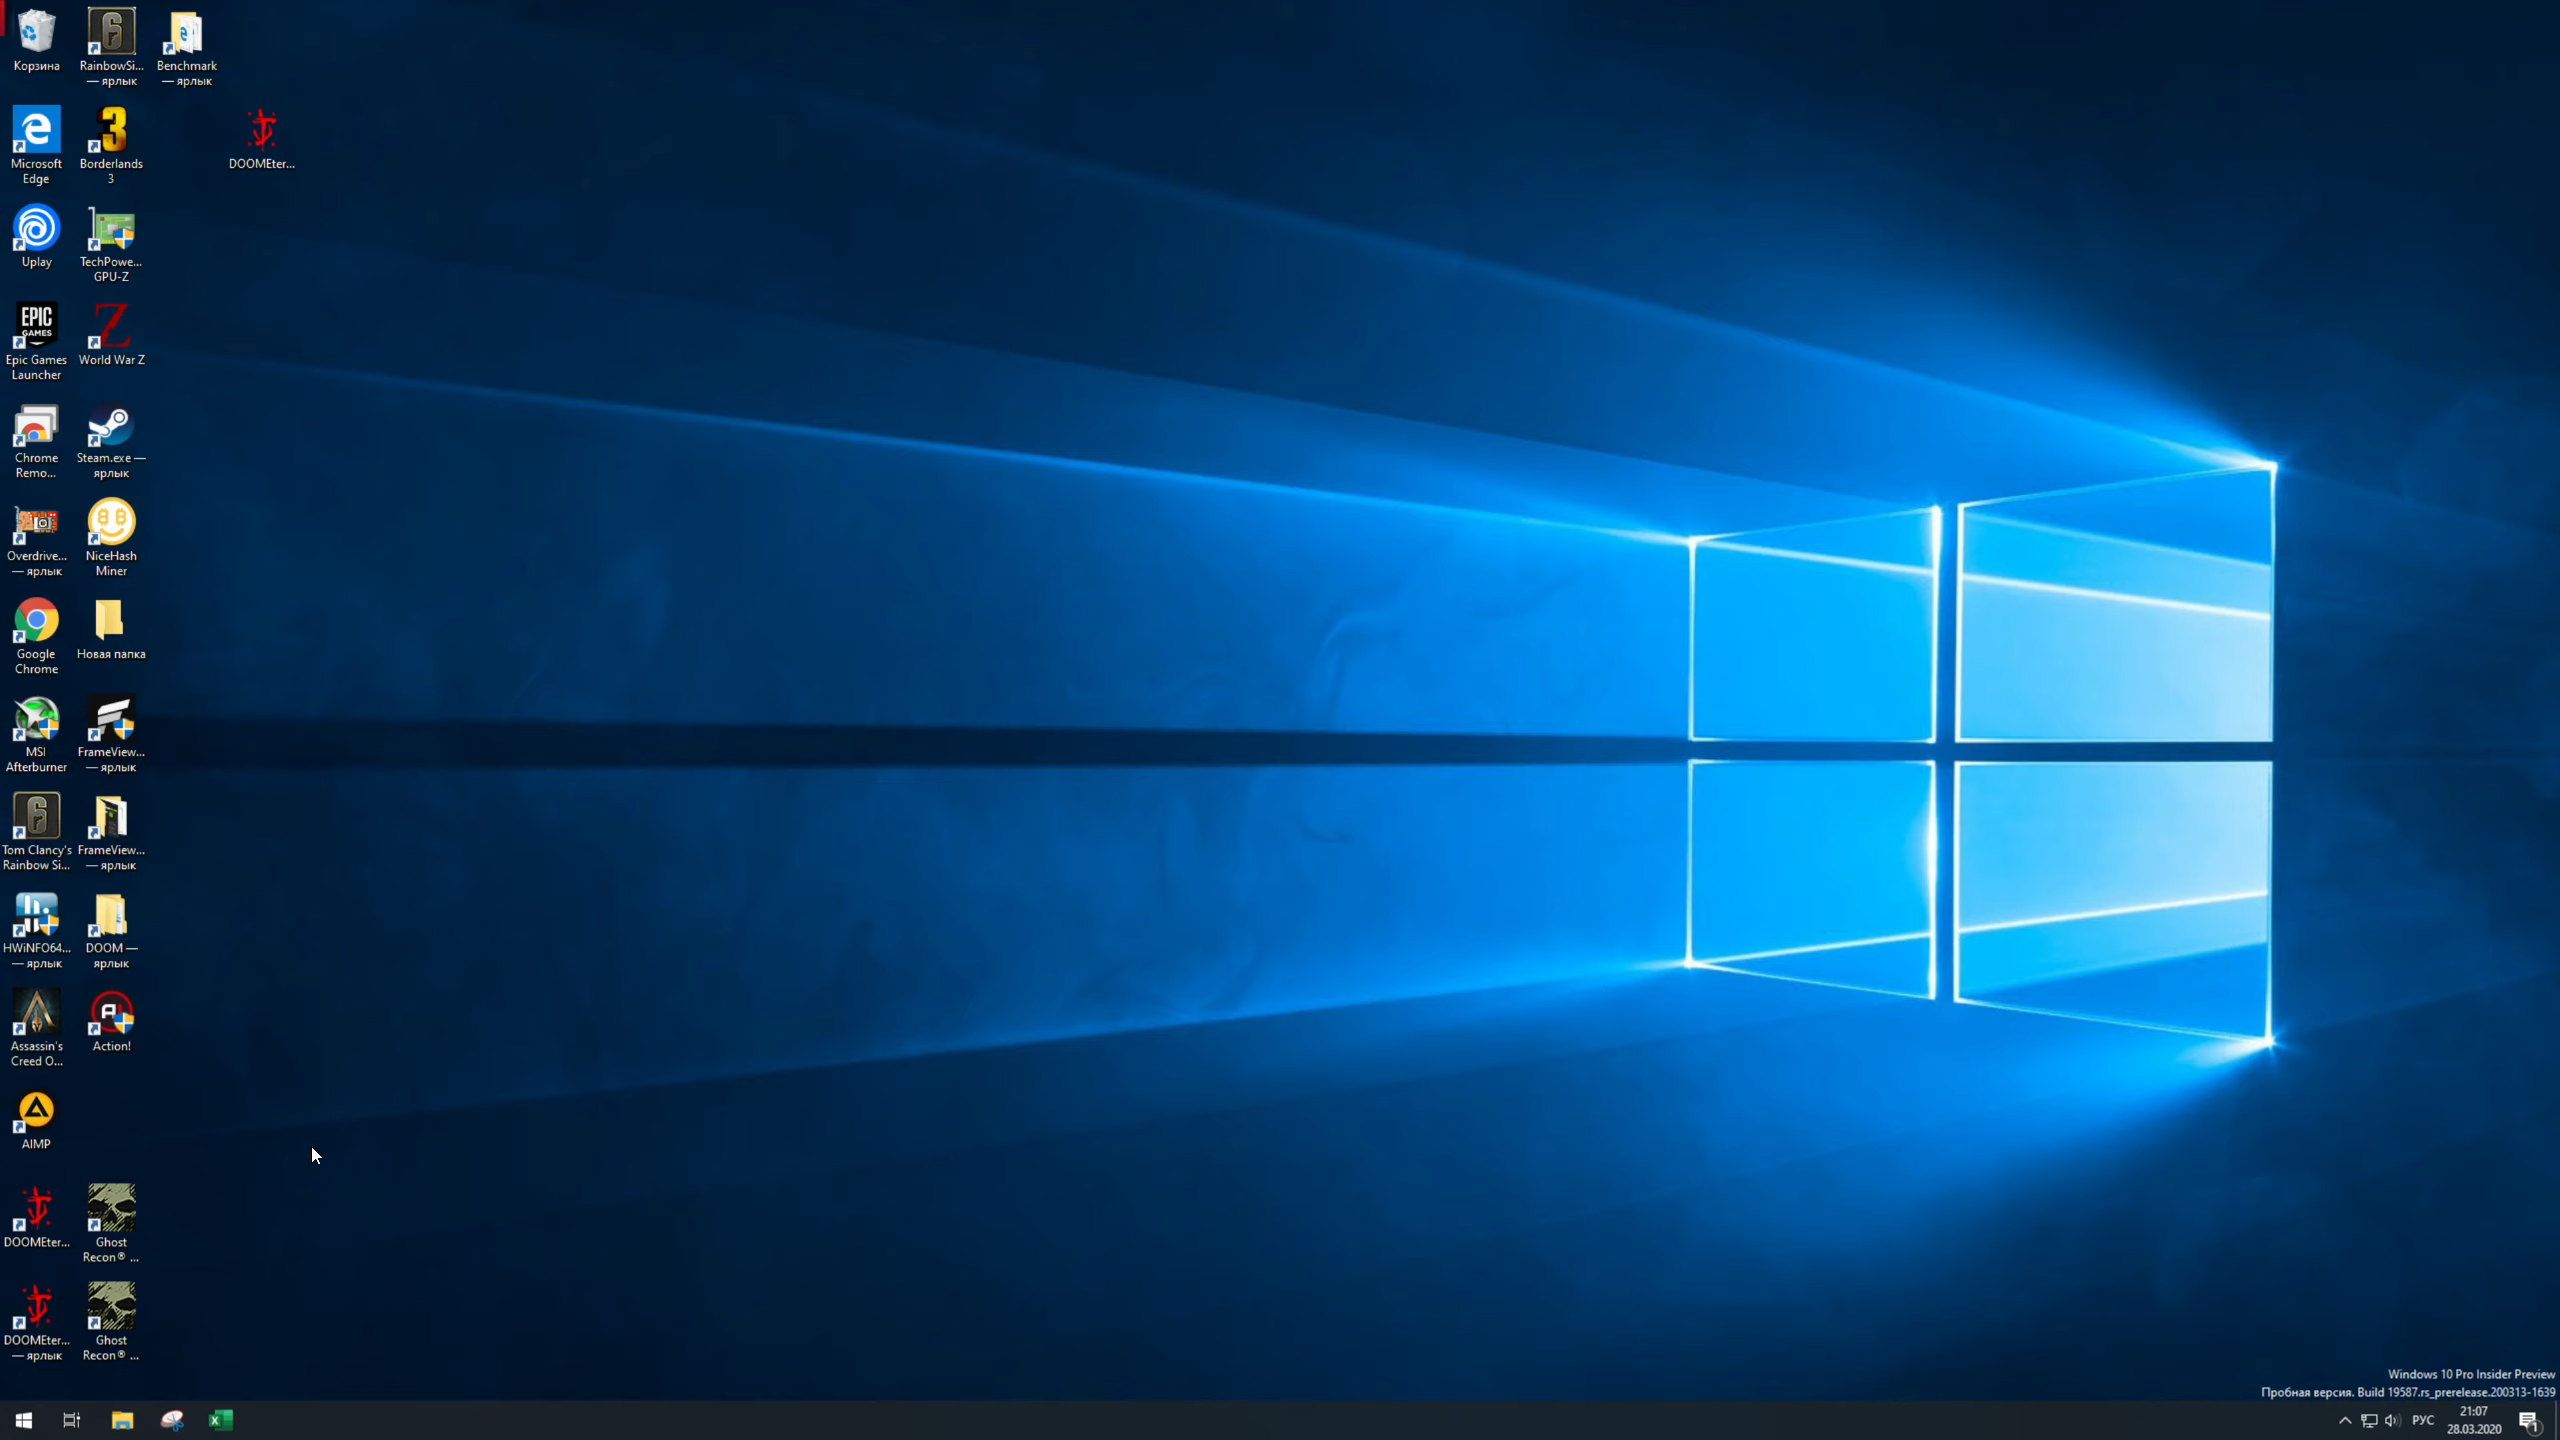 Корзина
RainbowSi...
— ярлык
Benchmark
— ярлык
Microsoft
Edge
Borderlands
3
DOOMEter...
Uplay
TechPowe...
GPU-Z
EPIC
GAMES
Epic Games
Launcher
World War Z
Chrome
Remo...
Steam.exe —
ярлык
Overdrive...
— ярлык
NiceHash
Miner
Google
Chrome
Новая папка
MSI
Afterburner
FrameView...
— ярлык
Tom Clancy's
Rainbow Si...
FrameView...
— ярлык
HWiNFO64...
— ярлык
DOOM —
ярлык
Assassin's
Creed O...
Action!
AIMP
DOOMEter...
Ghost
Recon® ...
DOOMEter...
— ярлык
Ghost
Recon® ...
Windows 10 Pro Insider Preview
Пробная версия. Build 19587.rs_prerelease.200313-1639
РУС
21:07
28.03.2020
1